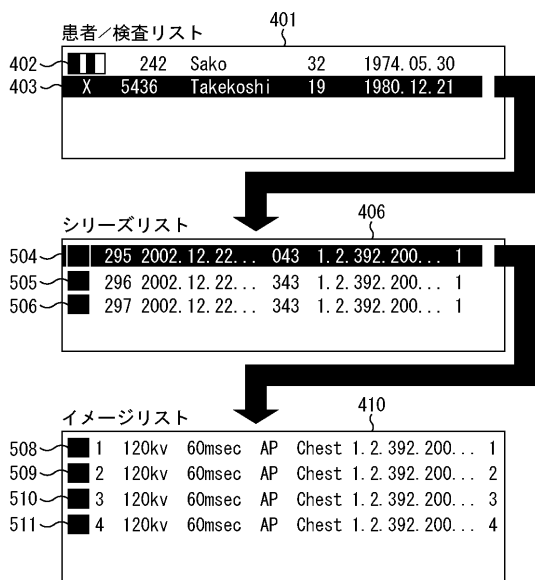 401
患者/検査リスト
402 242 Sako 32 1974.05.30
403 X 5436 Takekoshi 19 1980.12.21
シリーズリスト 406
504 295 2002.12.22... 043 1.2.392.200... 1
505 296 2002.12.22... 343 1.2.392.200... 1
506 297 2002.12.22... 343 1.2.392.200... 1
イメージリスト 410
508 1 120kv 60msec AP Chest 1.2.392.200... 1
509 2 120kv 60msec AP Chest 1.2.392.200... 2
510 3 120kv 60msec AP Chest 1.2.392.200... 3
511 4 120kv 60msec AP Chest 1.2.392.200... 4